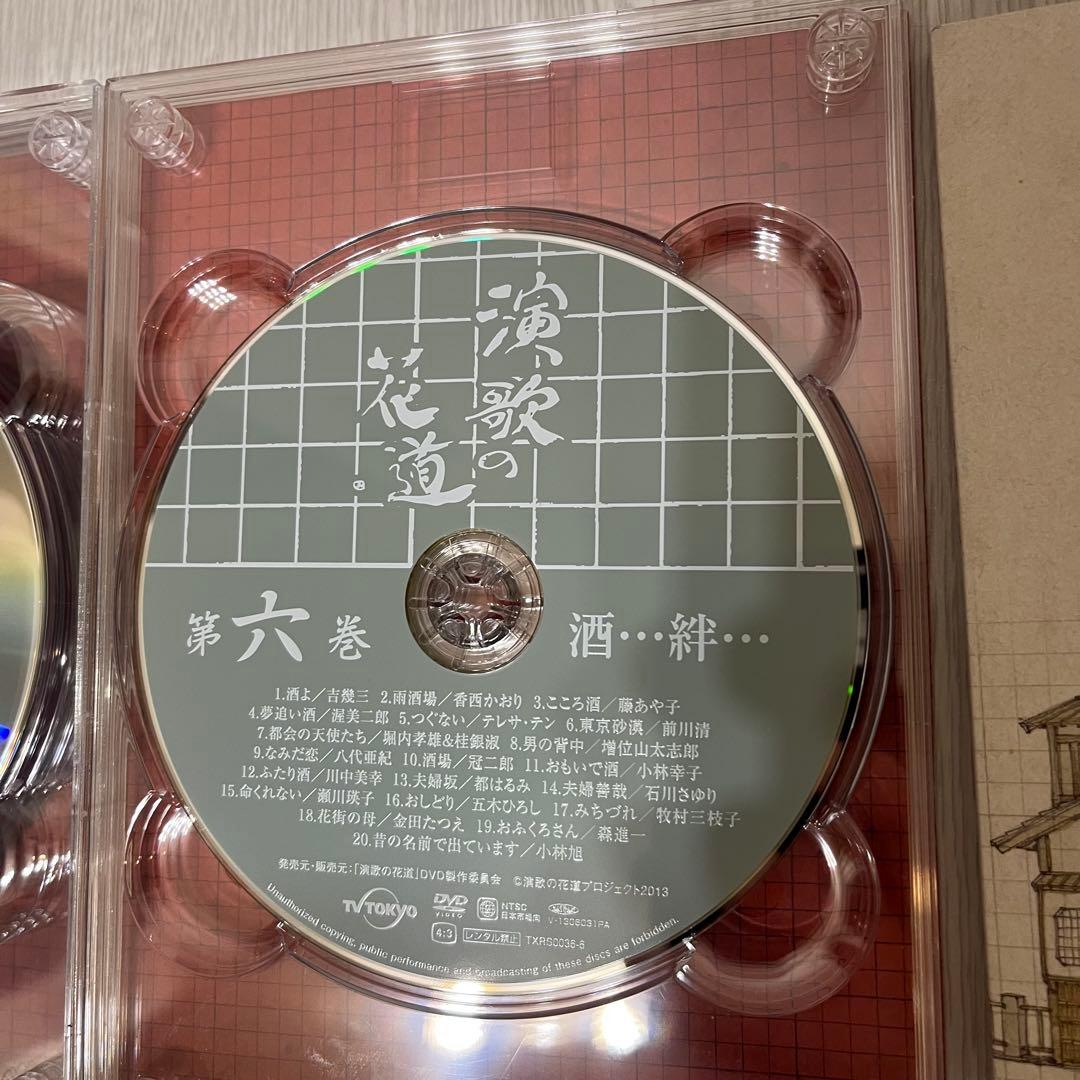 演歌の
花道
第六巻
酒…絆…
1.酒よ／吉幾三 2.雨酒場／香西かおり 3.こころ酒／藤あや子
4.夢追い酒／渥美二郎 5.つぐない／テレサ・テン 6.東京砂漠／前川清
7.都会の天使たち／堀内孝雄&桂銀淑 8.男の背中／増位山太志郎
9.なみだ恋／八代亜紀 10.酒場／冠二郎 11.おもいで酒／小林幸子
12.ふたり酒／川中美幸 13.夫婦坂／都はるみ 14.夫婦善哉／石川さゆり
15.命くれない／瀬川瑛子 16.おしどり／五木ひろし 17.みちづれ／牧村三枝子
18.花街の母／金田たつえ 19.おふくろさん／森進一
20.昔の名前で出ています／小林旭
発売元・販売元:「演歌の花道」DVD製作委員会 ©演歌の花道プロジェクト2013
TV TOKYO
DVD VIDEO
2 NTSC 日本市場向
V-1308031PA
4:3 レンタル禁止 TXRS0036-6
Unauthorized copying, public performance and broadcasting of these discs are forbidden.